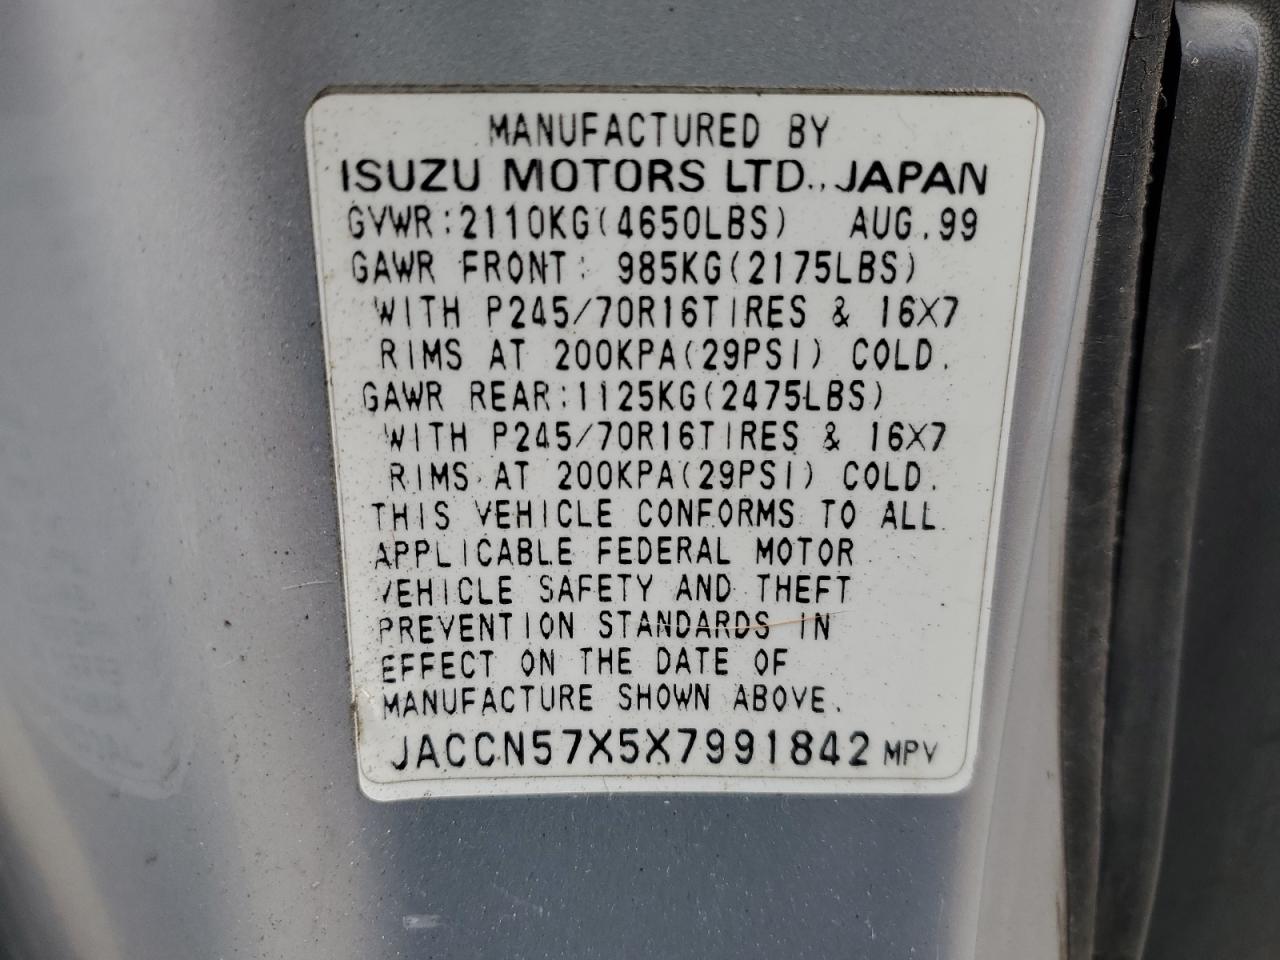 MANUFACTURED BY
ISUZU MOTORS LTD., JAPAN
GVWR:2110KG(4650LBS) AUG.99
GAWR FRONT: 985KG(2175LBS)
WITH P245/70R16TIRES & 16X7
RIMS AT 200KPA(29PSI) COLD.
GAWR REAR:1125KG(2475LBS)
WITH P245/70R16TIRES & 16X7
RIMS AT 200KPA(29PSI) COLD.
THIS VEHICLE CONFORMS TO ALL
APPLICABLE FEDERAL MOTOR
VEHICLE SAFETY AND THEFT
PREVENTION STANDARDS IN
EFFECT ON THE DATE OF
MANUFACTURE SHOWN ABOVE.
JACCN57X5X7991842 MPV